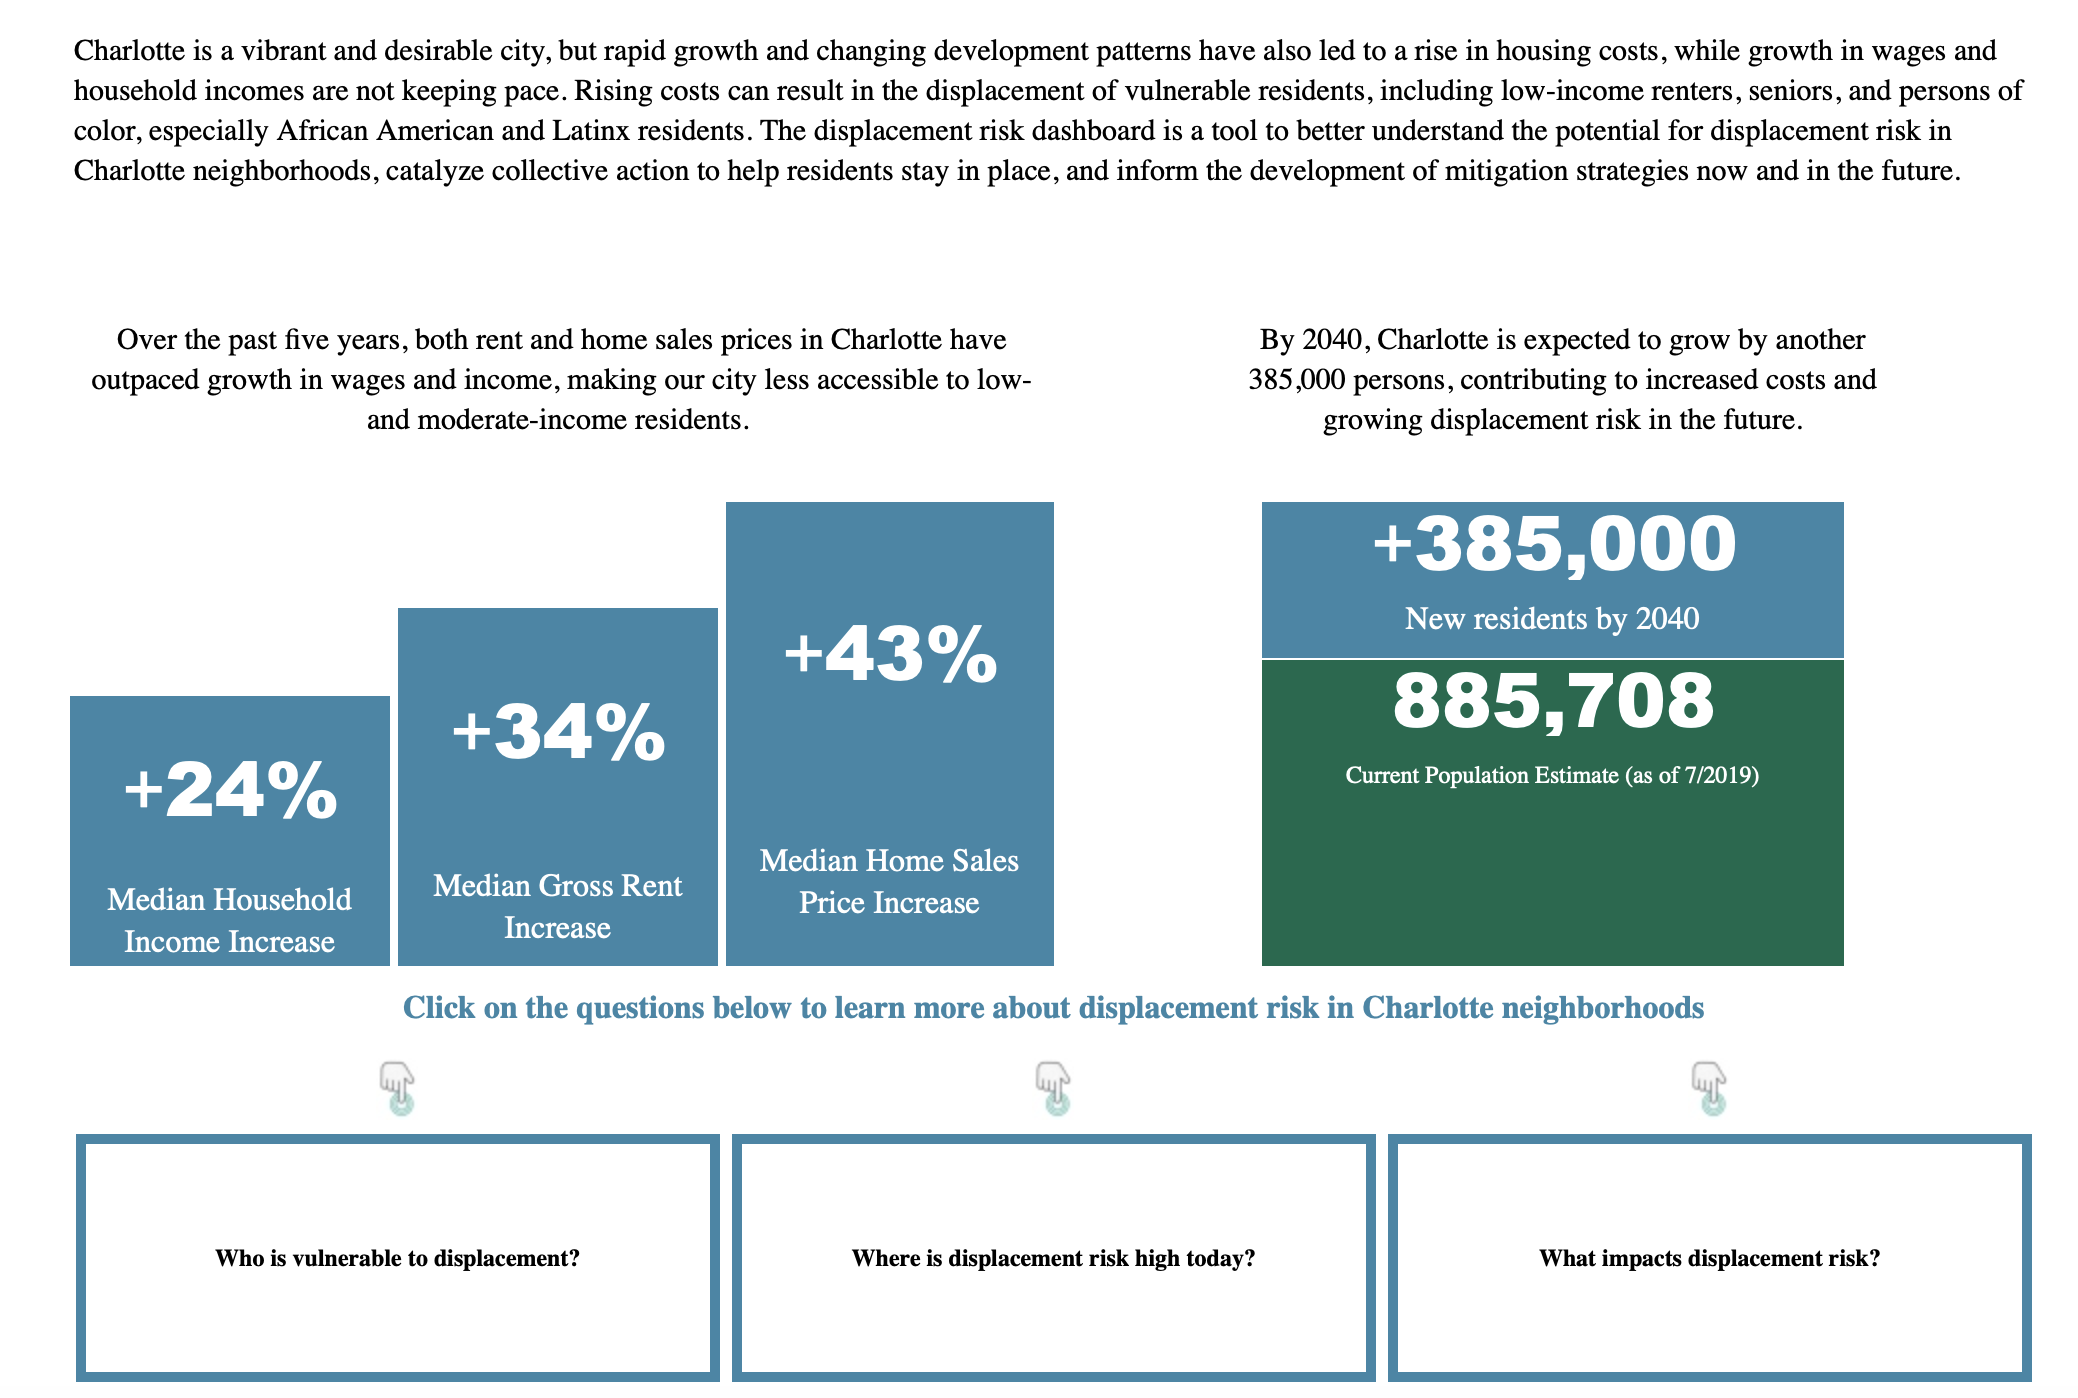 Charlotte is a vibrant and desirable city, but rapid growth and changing development patterns have also led to a rise in housing costs, while growth in wages and
household incomes are not keeping pace. Rising costs can result in the displacement of vulnerable residents, including low-income renters, seniors, and persons of
color, especially African American and Latinx residents. The displacement risk dashboard is a tool to better understand the potential for displacement risk in
Charlotte neighborhoods, catalyze collective action to help residents stay in place, and inform the development of mitigation strategies now and in the future.
Over the past five years, both rent and home sales prices in Charlotte have
outpaced growth in wages and income, making our city less accessible to low-
and moderate-income residents.
By 2040, Charlotte is expected to grow by another
385,000 persons, contributing to increased costs and
growing displacement risk in the future.
+24%
Median Household
Income Increase
+34%
Median Gross Rent
Increase
+43%
Median Home Sales
Price Increase
+385,000
New residents by 2040
885,708
Current Population Estimate (as of 7/2019)
Click on the questions below to learn more about displacement risk in Charlotte neighborhoods
Who is vulnerable to displacement?
Where is displacement risk high today?
What impacts displacement risk?